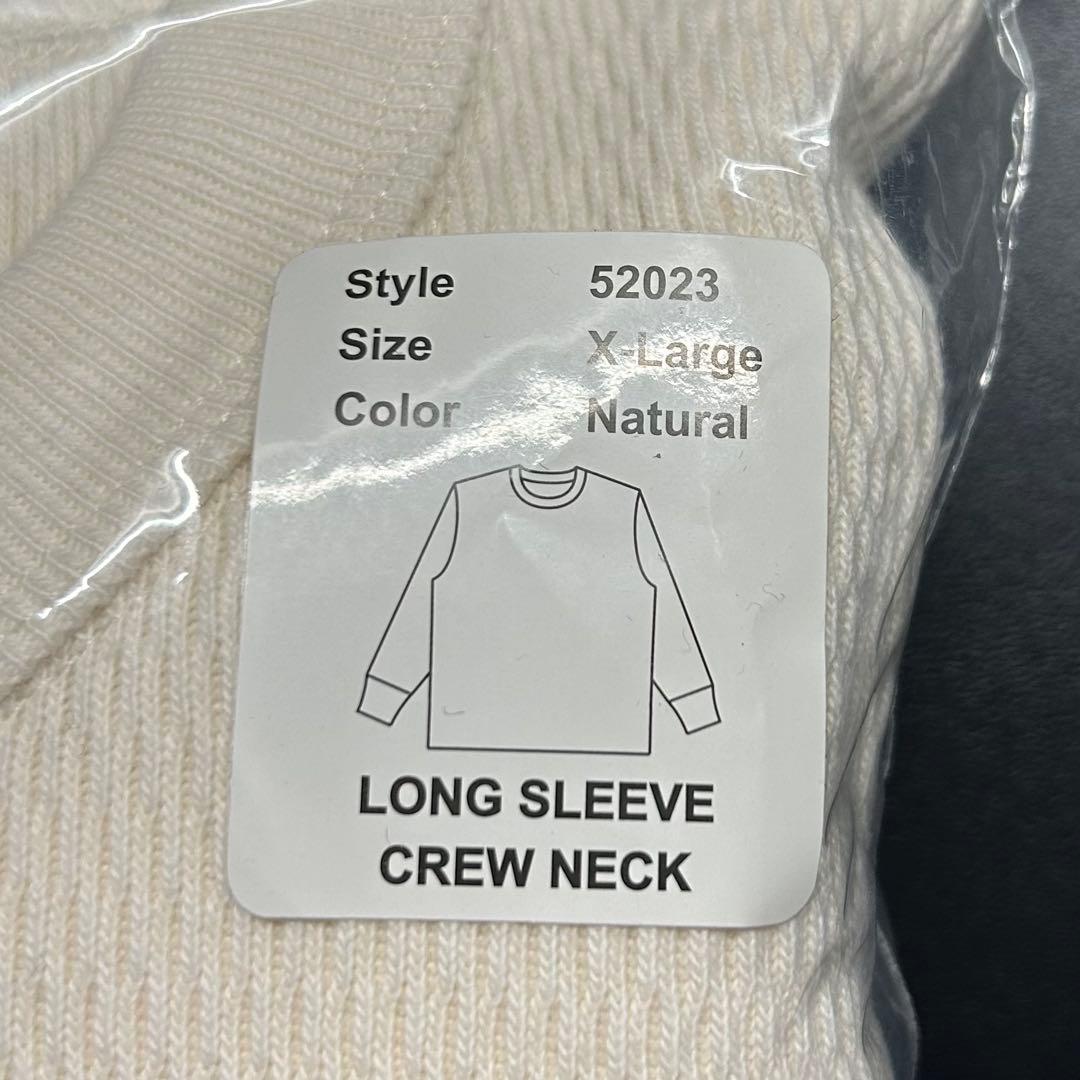 Style 52023
Size X-Large
Color Natural
LONG SLEEVE
CREW NECK